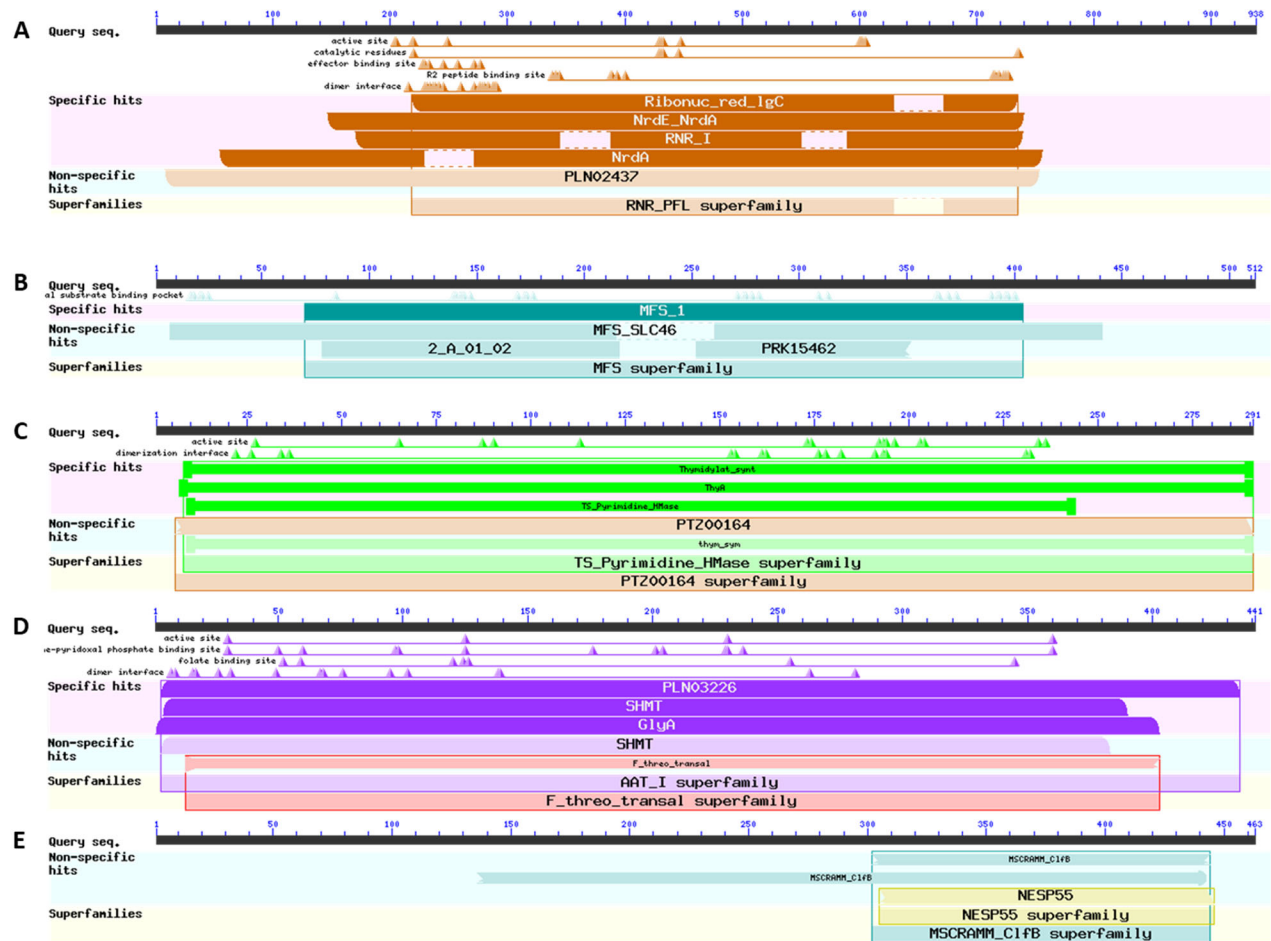 A
1 100 200 300 400 500 600 700 800 900 938
Query seq.
active site
catalytic residues
effector binding site
R2 peptide binding site
dimer interface
Specific hits
Ribonuc_red_lgC
NrdE_NrdA
RNR_I
NrdA
Non-specific
hits
PLN02437
Superfamilies
RNR_PFL superfamily
B
1 50 100 150 200 250 300 350 400 450 500 512
Query seq.
al substrate binding pocket
Specific hits
MFS_1
Non-specific
hits
MFS_SLC46
2_A_01_02 PRK15462
Superfamilies
MFS superfamily
C
1 25 50 75 100 125 150 175 200 225 250 275 291
Query seq.
active site
dimerization interface
Specific hits
Thymidylat_synt
ThyA
TS_Pyrimidine_HMase
Non-specific
hits
PTZ00164
thym_sym
Superfamilies
TS_Pyrimidine_HMase superfamily
PTZ00164 superfamily
D
1 50 100 150 200 250 300 350 400 441
Query seq.
active site
e-pyridoxal phosphate binding site
folate binding site
dimer interface
Specific hits
PLN03226
SHMT
GlyA
Non-specific
hits
SHMT
F_threo_transal
Superfamilies
AAT_I superfamily
F_threo_transal superfamily
E
1 50 100 150 200 250 300 350 400 450 463
Query seq.
Non-specific
hits
MSCRAMM_ClfB
MSCRAMM_ClfB
NESP55
Superfamilies
NESP55 superfamily
MSCRAMM_ClfB superfamily